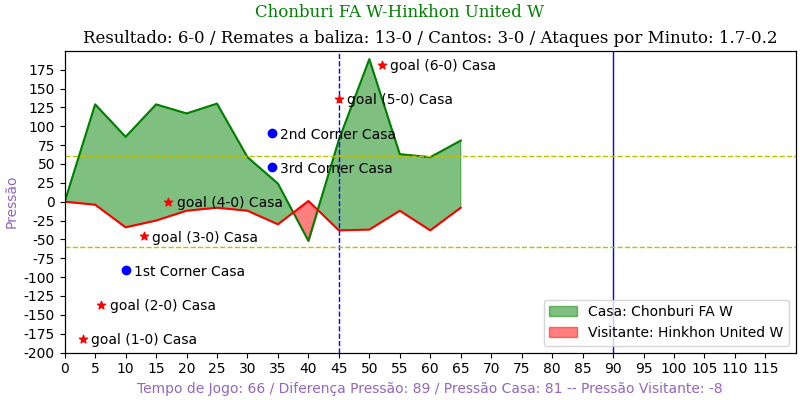 Chonburi FA W-Hinkhon United W
Resultado: 6-0 / Remates a baliza: 13-0 / Cantos: 3-0 / Ataques por Minuto: 1.7-0.2
175
150
125
100
75
50
25
0
-25
-50
-75
-100
-125
-150
-175
-200
Pressão
goal (6-0) Casa
goal (5-0) Casa
2nd Corner Casa
3rd Corner Casa
goal (4-0) Casa
goal (3-0) Casa
1st Corner Casa
goal (2-0) Casa
goal (1-0) Casa
Casa: Chonburi FA W
Visitante: Hinkhon United W
0 5 10 15 20 25 30 35 40 45 50 55 60 65 70 75 80 85 90 95 100 105 110 115
Tempo de Jogo: 66 / Diferença Pressão: 89 / Pressão Casa: 81 -- Pressão Visitante: -8